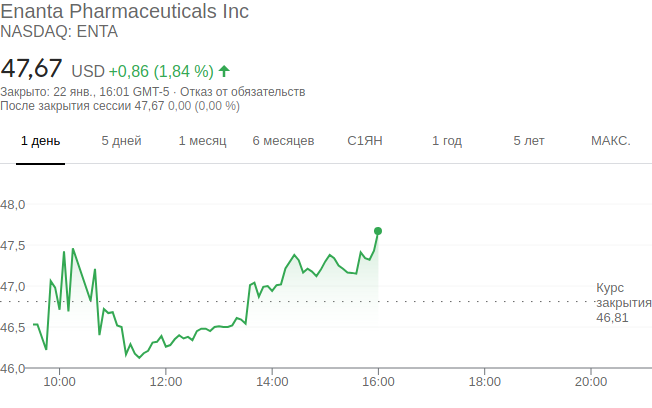 Enanta Pharmaceuticals Inc
NASDAQ: ENTA
47,67 USD +0,86 (1,84 %)
Закрыто: 22 янв., 16:01 GMT-5 · Отказ от обязательств
После закрытия сессии 47,67 0,00 (0,00 %)
1 день 5 дней 1 месяц 6 месяцев С1ЯН 1 год 5 лет МАКС.
48,0
47,5
47,0
46,5
46,0
Курс
закрытия
46,81
10:00 12:00 14:00 16:00 18:00 20:00